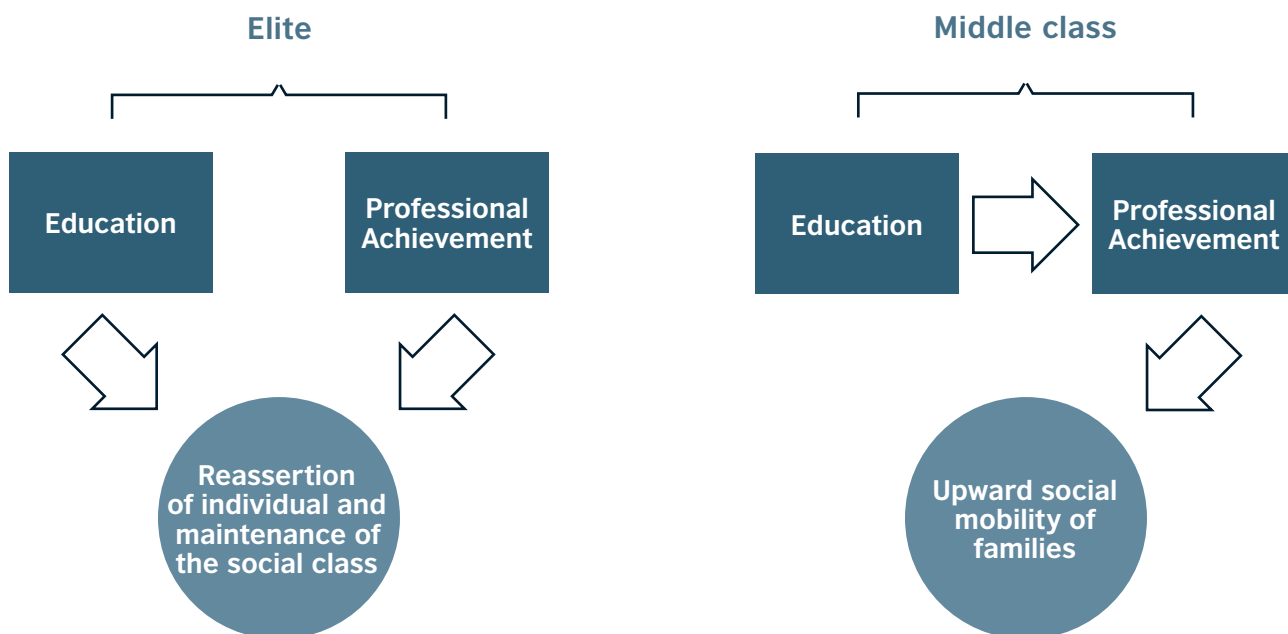 Elite
Education
Professional
Achievement
Reassertion
of individual and
maintenance of
the social class
Middle class
Education
Professional
Achievement
Upward social
mobility of
families